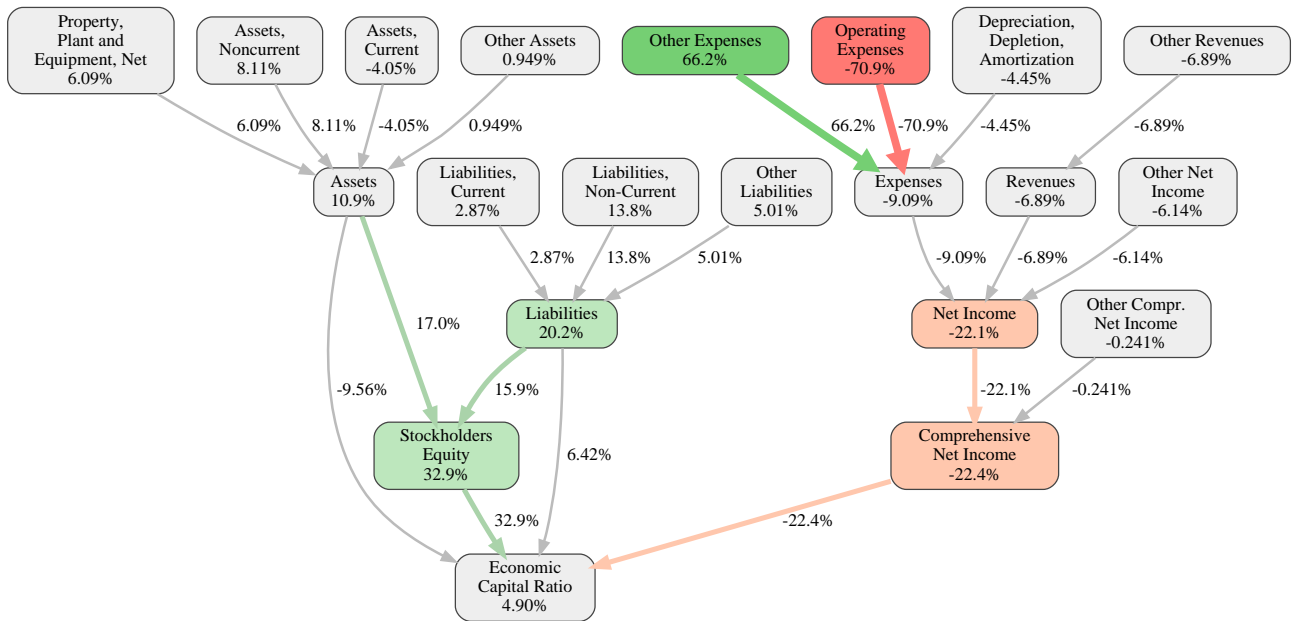 Property,
Plant and
Equipment, Net
6.09%
Assets,
Noncurrent
8.11%
Assets,
Current
-4.05%
Other Assets
0.949%
Other Expenses
66.2%
Operating
Expenses
-70.9%
Depreciation,
Depletion,
Amortization
-4.45%
Other Revenues
-6.89%
6.09%
8.11%
-4.05%
0.949%
66.2%
-70.9%
-4.45%
-6.89%
Assets
10.9%
Liabilities,
Current
2.87%
Liabilities,
Non-Current
13.8%
Other
Liabilities
5.01%
Expenses
-9.09%
Revenues
-6.89%
Other Net
Income
-6.14%
2.87%
13.8%
5.01%
-9.09%
-6.89%
-6.14%
17.0%
Liabilities
20.2%
Net Income
-22.1%
Other Compr.
Net Income
-0.241%
-9.56%
15.9%
-22.1%
-0.241%
Stockholders
Equity
32.9%
6.42%
Comprehensive
Net Income
-22.4%
32.9%
-22.4%
Economic
Capital Ratio
4.90%